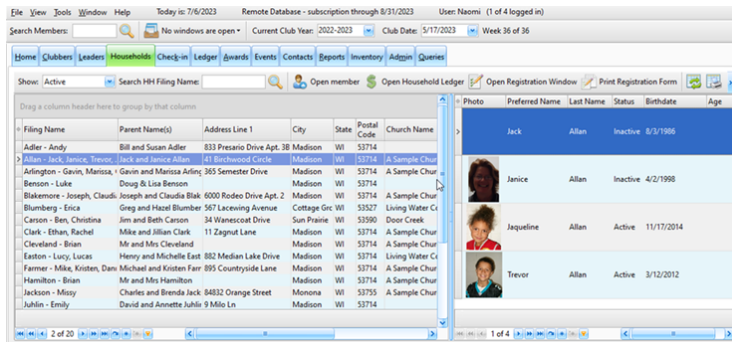 File View Tools Window Help Today is: 7/6/2023 Remote Database - subscription through 8/31/2023 User: Naomi (1 of 4 logged in)
Search Members: No windows are open Current Club Year: 2022-2023 Club Date: 5/17/2023 Week 36 of 36
Home Clubbers Leaders Households Check-in Ledger Awards Events Contacts Reports Inventory Admin Queries
Show: Active Search HH Filing Name: Open member Open Household Ledger Open Registration Window Print Registration Form
Drag a column header here to group by that column
Filing Name Parent Name(s) Address Line 1 City State Postal Code Church Name
Adler - Andy Bill and Susan Adler 833 Presario Drive Apt. 3B Madison WI 53714
Allan - Jack, Janice, Trevor, Jack and Janice Allan 41 Birchwood Circle Madison WI 53714 A Sample Chur
Arlington - Gavin, Marissa, Gavin and Marissa Arling 365 Semester Drive Madison WI 53714 A Sample Chur
Benson - Luke Doug & Lisa Benson Madison WI 53714
Blakemore - Joseph, Claudi Joseph and Claudia Blak 6000 Rodeo Drive Apt. 2 Madison WI 53714 A Sample Chur
Blumberg - Erica Greg and Hazel Blumber 567 Lacewing Avenue Cottage Grc WI 53527 Living Water C
Carson - Ben, Christina Jim and Beth Carson 34 Wanescoat Drive Sun Prairie WI 53590 Door Creek
Clark - Ethan, Rachel Mike and Jillian Clark 11 Zagnut Lane Madison WI 53714 A Sample Chur
Cleveland - Brian Mr and Mrs Cleveland Madison WI 53714 A Sample Chur
Easton - Lucy, Lucas Henry and Michelle East 882 Median Lake Drive Madison WI 53714 Living Water C
Farmer - Mike, Kristen, Dan Michael and Kristen Farr 895 Countryside Lane Madison WI 53714 A Sample Chur
Hamilton - Brian Mr and Mrs Hamilton Madison WI 53714 A Sample Chur
Jackson - Missy Charles and Brenda Jack 84832 Orange Street Monona WI 53755 A Sample Chur
Juhlin - Emily David and Annette Juhli 9 Milo Ln Madison WI 53714
2 of 20
Photo Preferred Name Last Name Status Birthdate Age
Jack Allan Inactive 8/3/1986
Janice Allan Inactive 4/2/1998
Jaqueline Allan Active 11/17/2014
Trevor Allan Active 3/12/2012
1 of 4